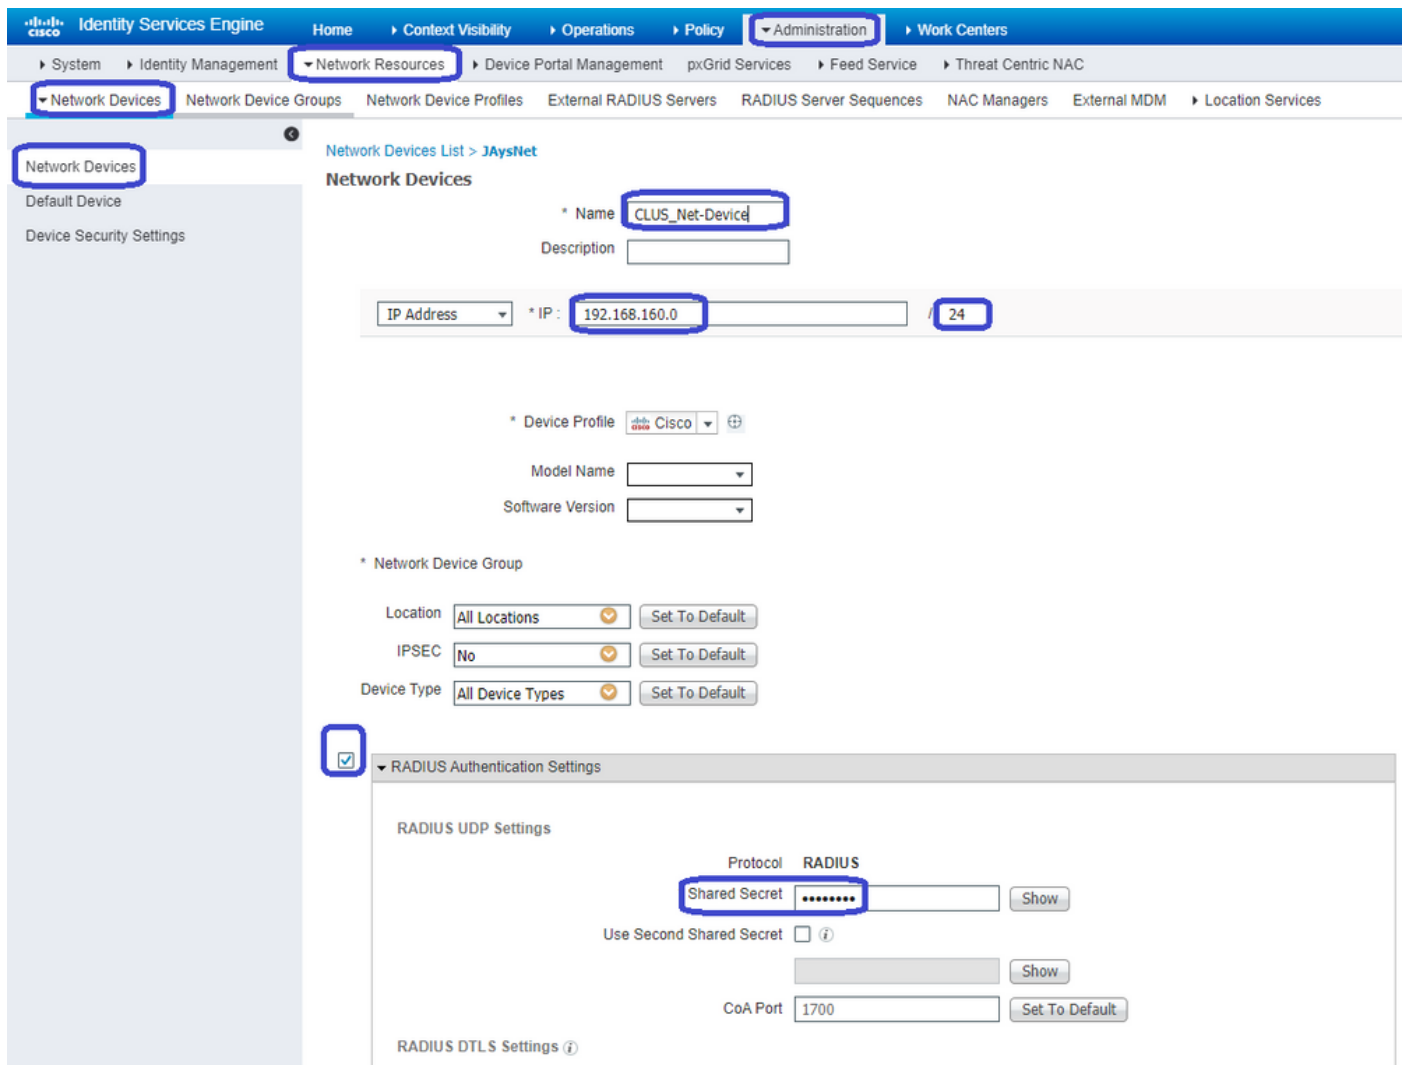 cisco Identity Services Engine Home Context Visibility Operations Policy Administration Work Centers
System Identity Management Network Resources Device Portal Management pxGrid Services Feed Service Threat Centric NAC
Network Devices Network Device Groups Network Device Profiles External RADIUS Servers RADIUS Server Sequences NAC Managers External MDM Location Services
Network Devices
Default Device
Device Security Settings
Network Devices List > JAysNet
Network Devices
* Name CLUS_Net-Device
Description
IP Address * IP : 192.168.160.0 / 24
* Device Profile cisco Cisco
Model Name
Software Version
* Network Device Group
Location All Locations Set To Default
IPSEC No Set To Default
Device Type All Device Types Set To Default
RADIUS Authentication Settings
RADIUS UDP Settings
Protocol RADIUS
Shared Secret •••••••• Show
Use Second Shared Secret i
Show
CoA Port 1700 Set To Default
RADIUS DTLS Settings i